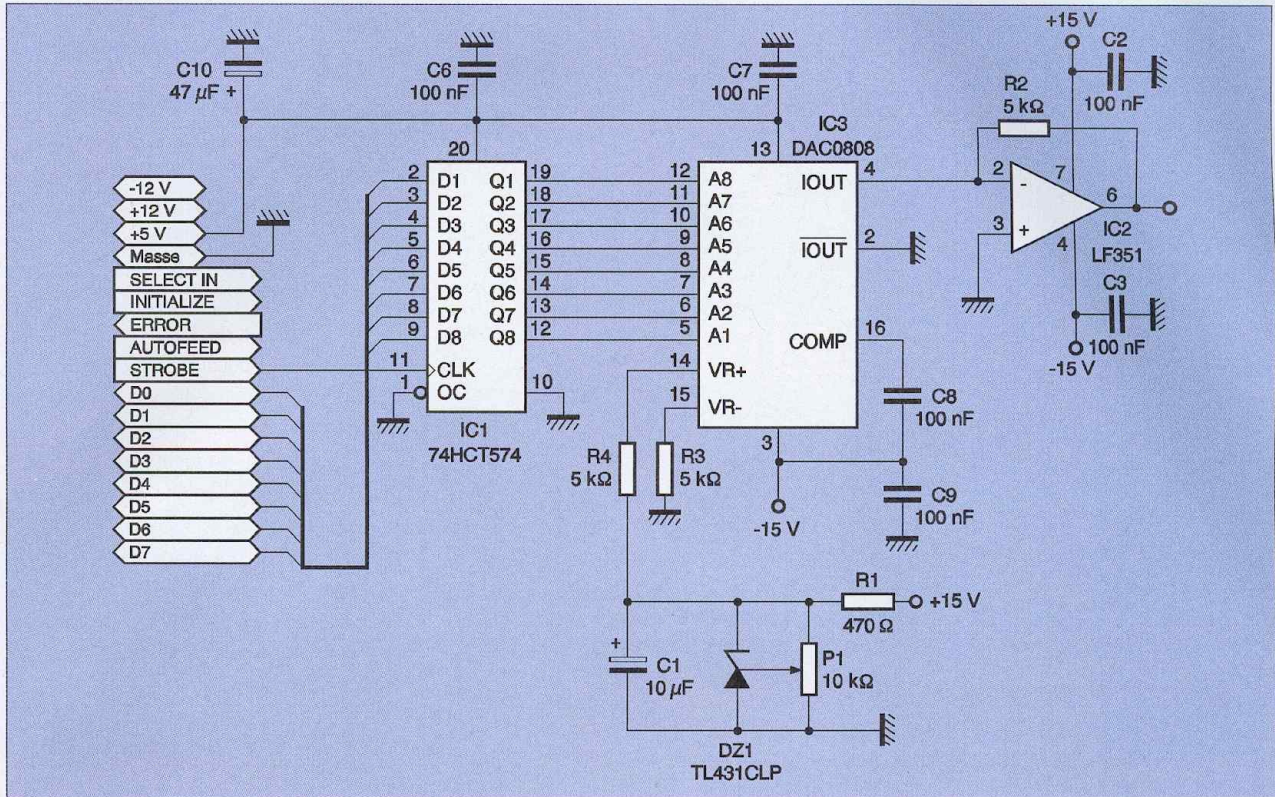 +15 V
C10
47 µF +
C6
100 nF
C7
100 nF
C2
100 nF
R2
5 kΩ
IC3
DAC0808
20
13
2 D1 Q1 19
3 D2 Q2 18
4 D3 Q3 17
5 D4 Q4 16
6 D5 Q5 15
7 D6 Q6 14
8 D7 Q7 13
9 D8 Q8 12
11 CLK
1 OC 10
IC1
74HCT574
12 A8 IOUT 4
11 A7
10 A6
9 A5 IOUT 2
8 A4
7 A3
6 A2
5 A1 COMP 16
14 VR+
15 VR-
3
-15 V
2 -
3 +
7
6
4
IC2
LF351
C3
100 nF
-15 V
C8
100 nF
C9
100 nF
-12 V
+12 V
+5 V
Masse
SELECT IN
INITIALIZE
ERROR
AUTOFEED
STROBE
D0
D1
D2
D3
D4
D5
D6
D7
R4
5 kΩ
R3
5 kΩ
R1
470 Ω
+15 V
+
C1
10 µF
P1
10 kΩ
DZ1
TL431CLP